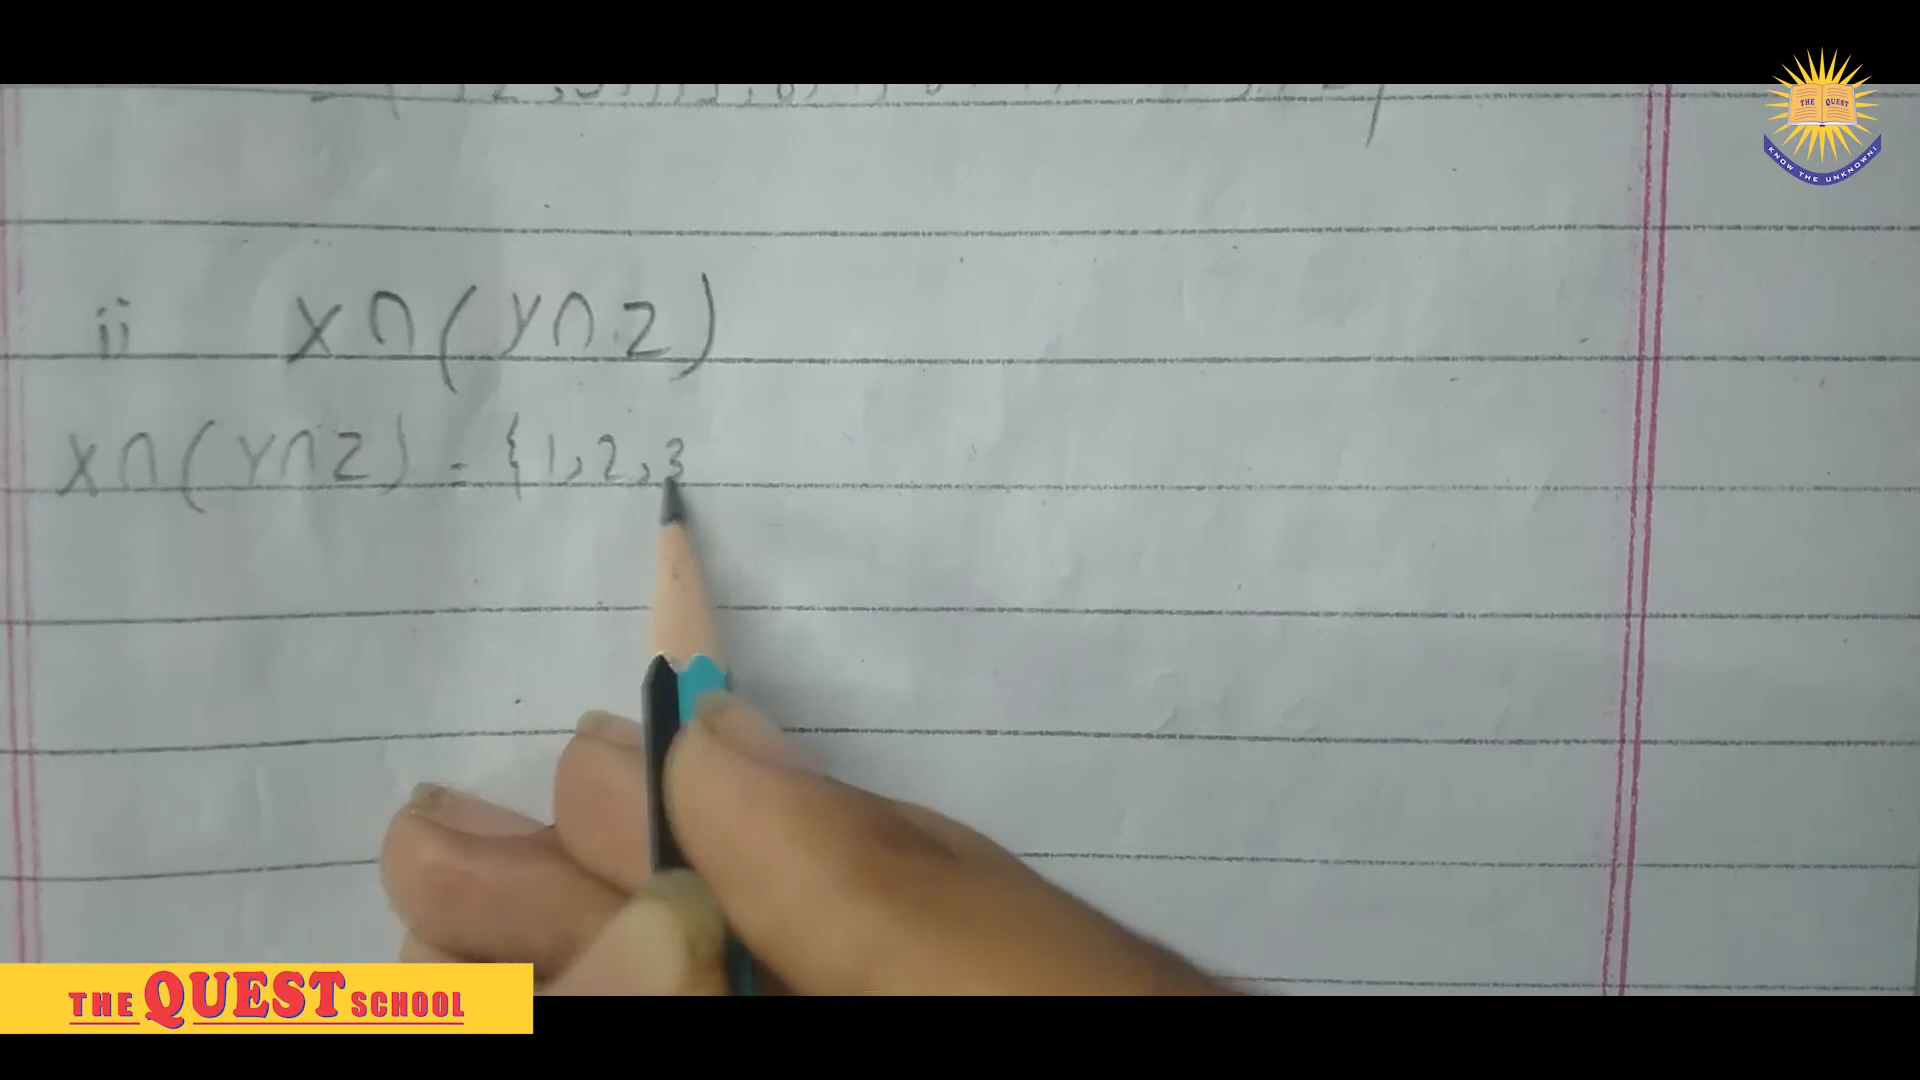 THE QUEST
KNOW THE UNKNOWN!
ii X∩(Y∩Z)
X∩(Y∩Z) = {1,2,3
THE QUEST SCHOOL